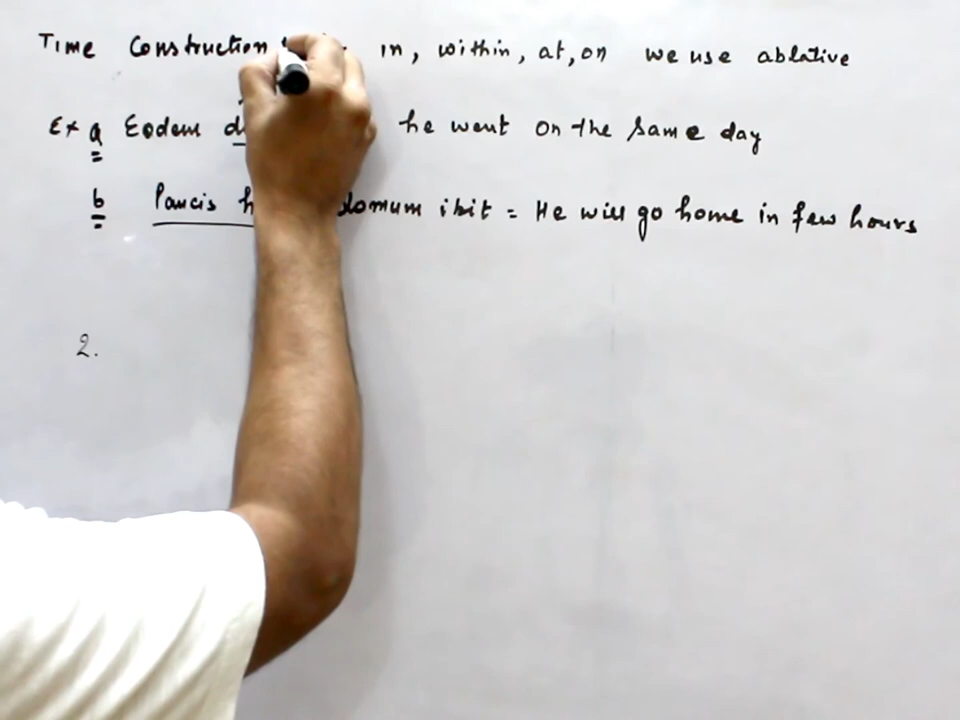 Time Construction in, within, at, on we use ablative
Ex a Eodem he went on the same day
b Paucis domum ibit = He will go home in few hours
2.